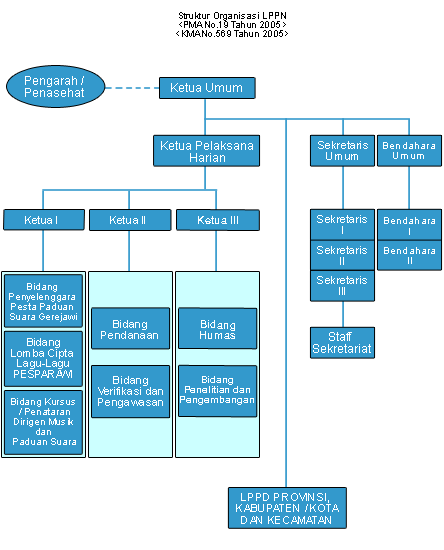 Struktur Organisasi LPPN
<PMA No.19 Tahun 2005>
<KMA No.569 Tahun 2005>
Pengarah /
Penasehat
Ketua Umum
Ketua Pelaksana
Harian
Sekretaris
Umum
Bendahara
Umum
Ketua I
Ketua II
Ketua III
Sekretaris
I
Sekretaris
II
Sekretaris
III
Bendahara
I
Bendahara
II
Staff
Sekretariat
Bidang
Penyelenggara
Pesta Paduan
Suara Gerejawi
Bidang
Lomba Cipta
Lagu-Lagu
PESPARAWI
Bidang Kursus
/ Penataran
Dirigen Musik
dan
Paduan Suara
Bidang
Pendanaan
Bidang
Verifikasi dan
Pengawasan
Bidang
Humas
Bidang
Penelitian dan
Pengembangan
LPPD PROVINSI,
KABUPATEN / KOTA
DAN KECAMATAN